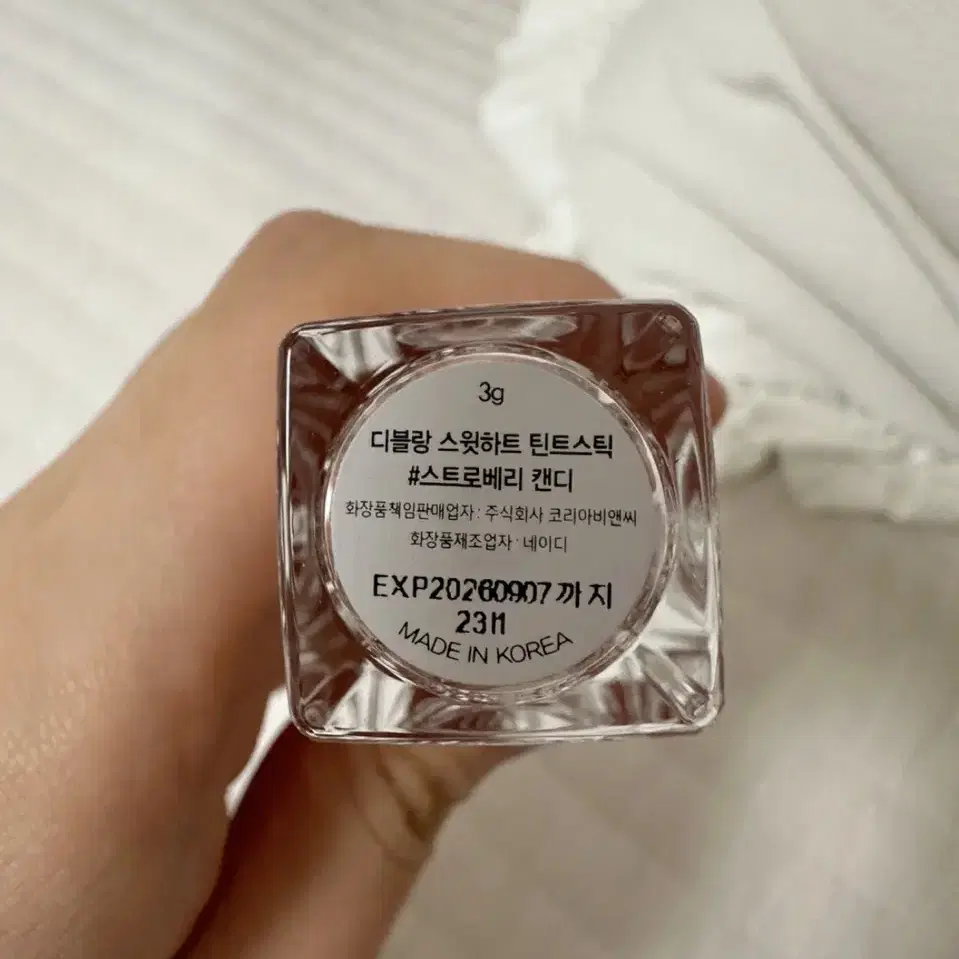 3g
디블랑 스윗하트 틴트스틱
#스트로베리 캔디
화장품책임판매업자: 주식회사 코리아비앤씨
화장품제조업자: 네이디
EXP20260907까지
MADE IN KOREA